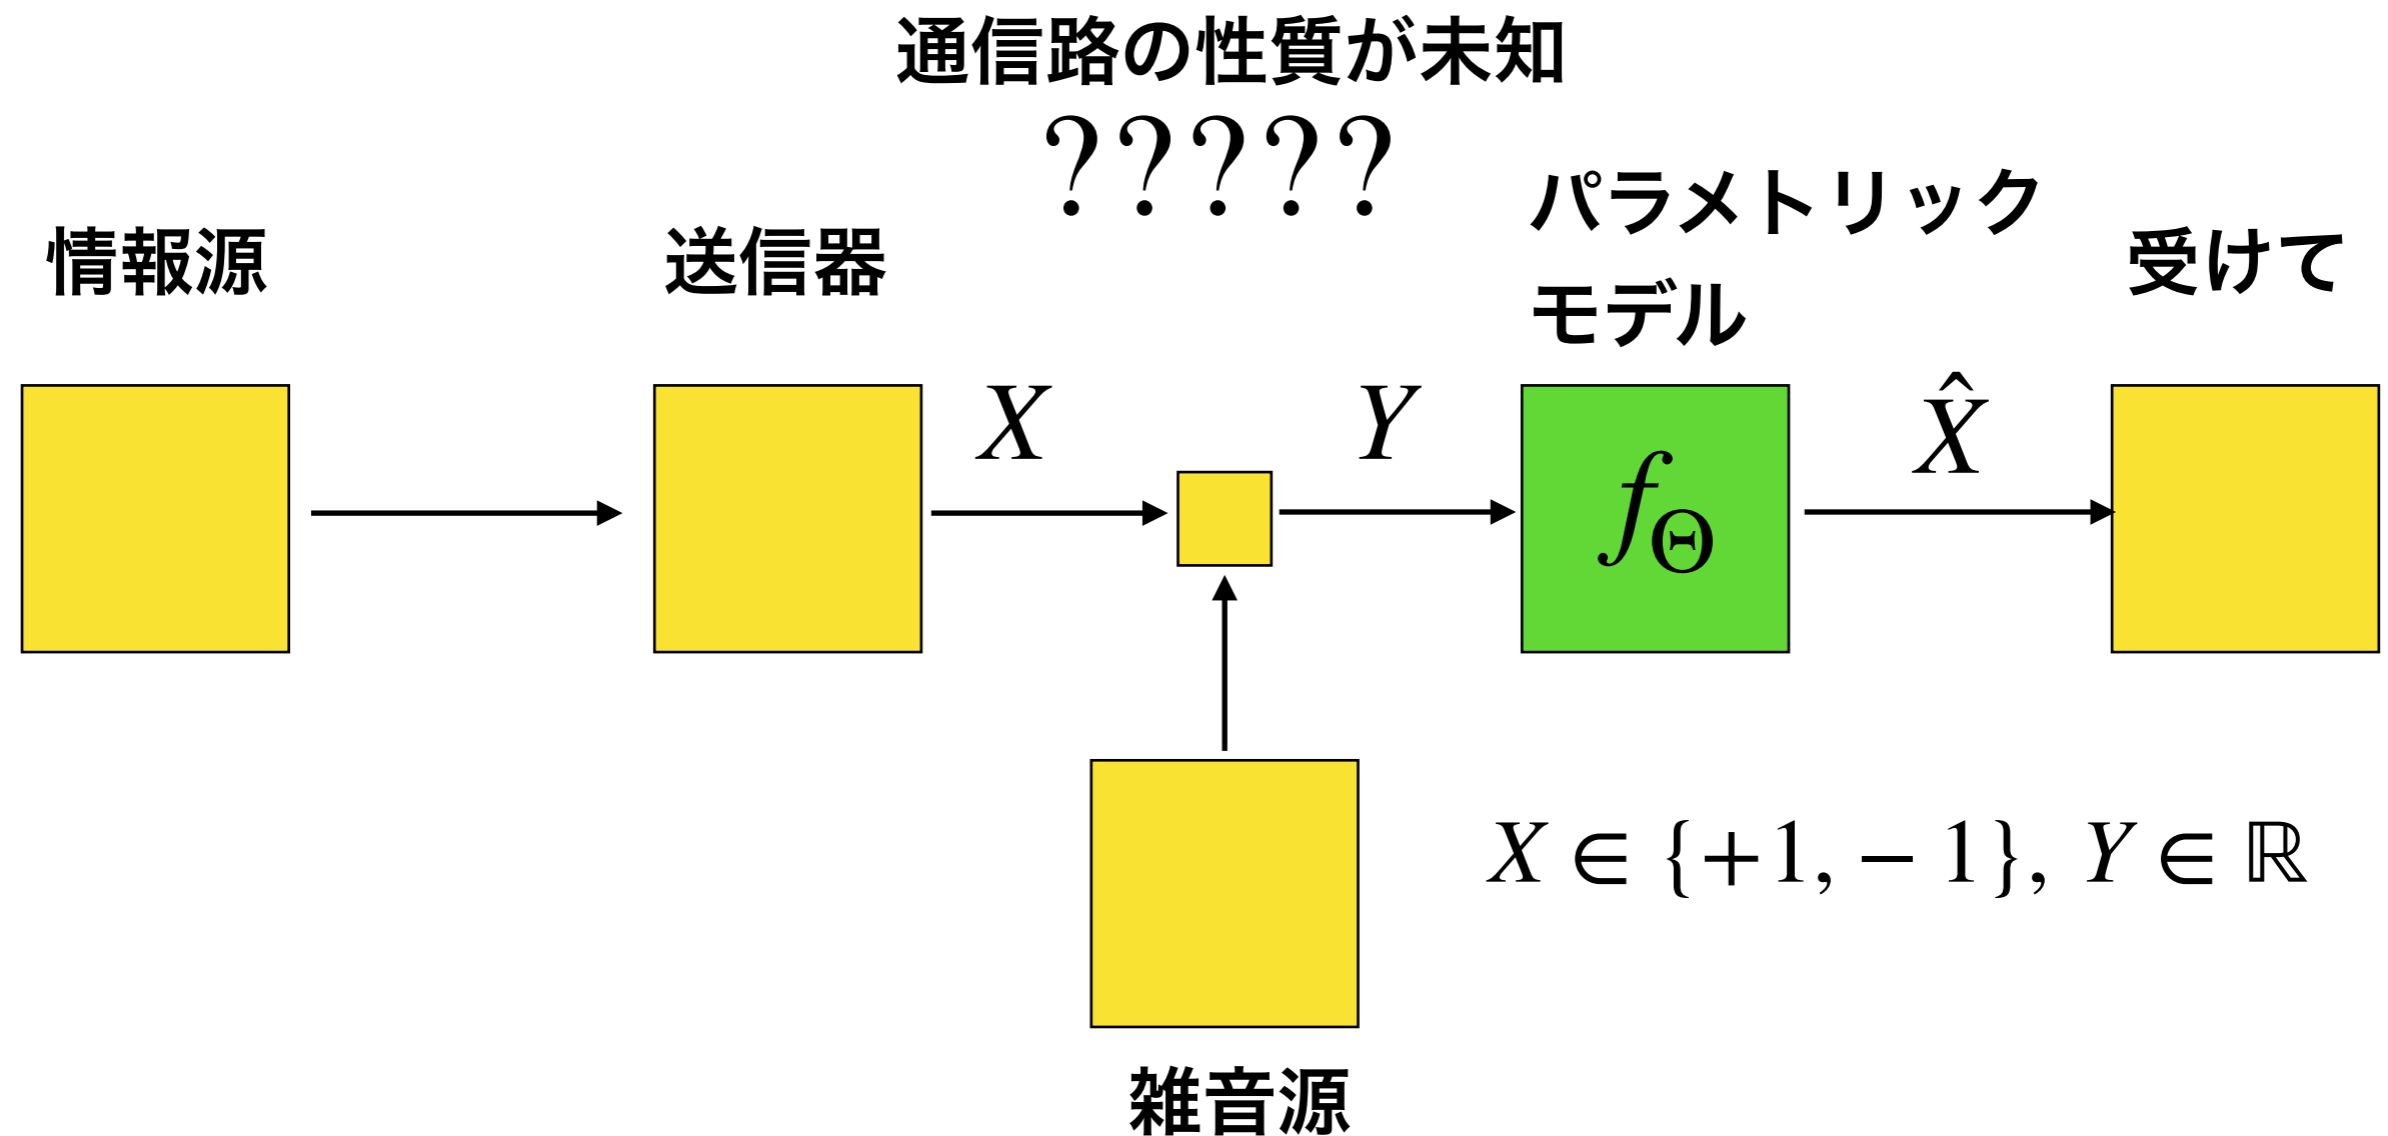 通信路の性質が未知
?????
情報源
送信器
パラメトリック
モデル
受けて
X
Y
f_Θ
X̂
X ∈ {+1, − 1}, Y ∈ ℝ
雑音源